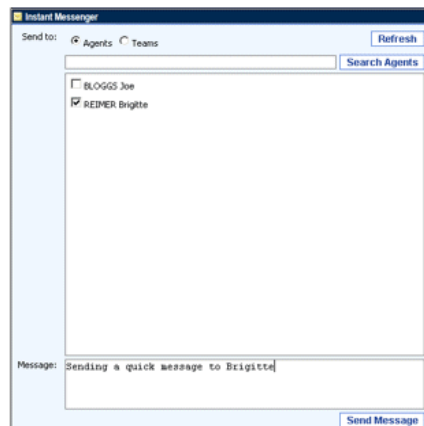 Instant Messenger
Send to: Agents Teams Refresh
Search Agents
BLOGGS Joe
REIMER Brigitte
Message: Sending a quick message to Brigitte
Send Message